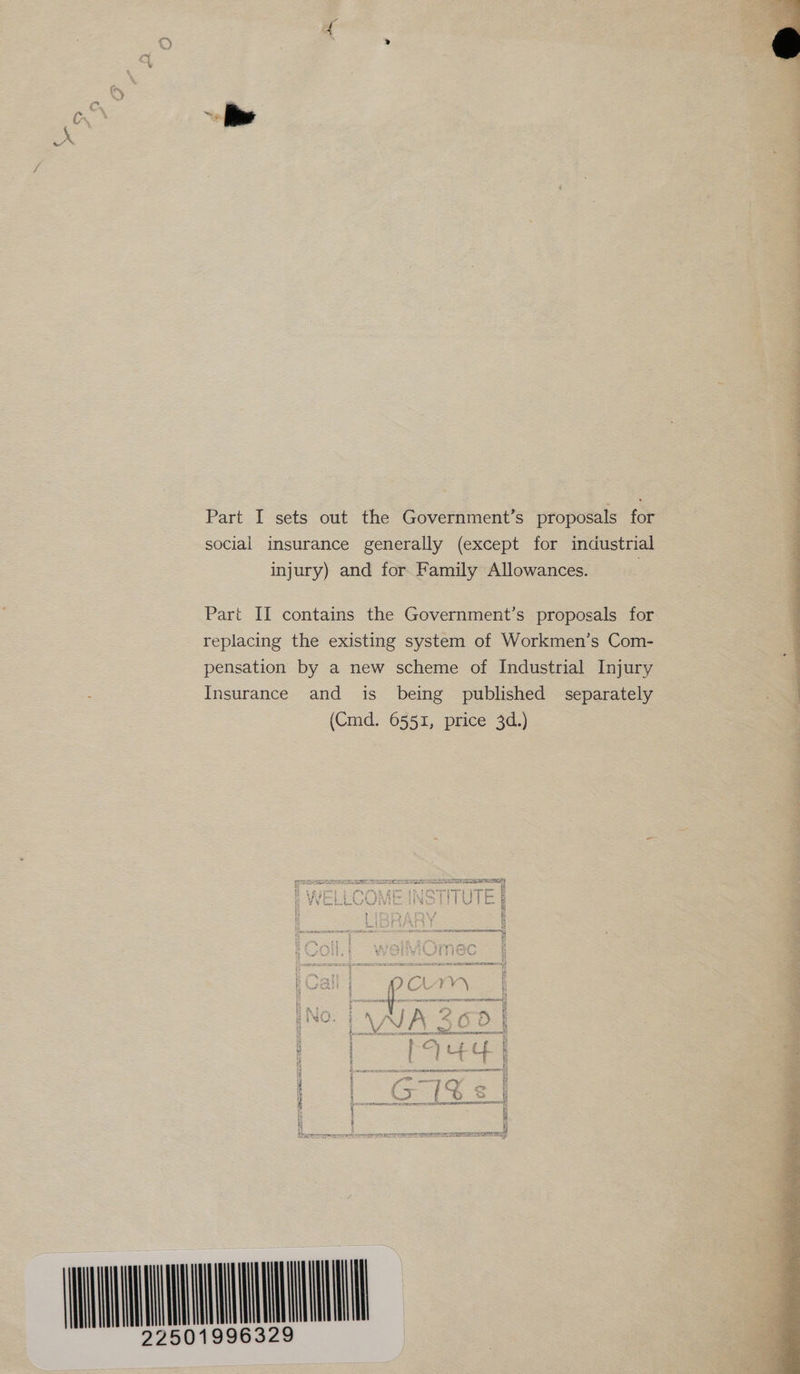 Part I sets out the Government's proposals for
social insurance generally (except for industrial
injury) and for Family Allowances.
Part II contains the Government's proposals for
replacing the existing system of Workmen's Com-
pensation by a new scheme of Industrial Injury
Insurance and is being published separately
(Cmd. 6551, price 3d.)
WELLCOME INSTITUTE
LIBRARY
Coll. welMOmec
Call pam
No. WA 300
1944
G78s
22501996329